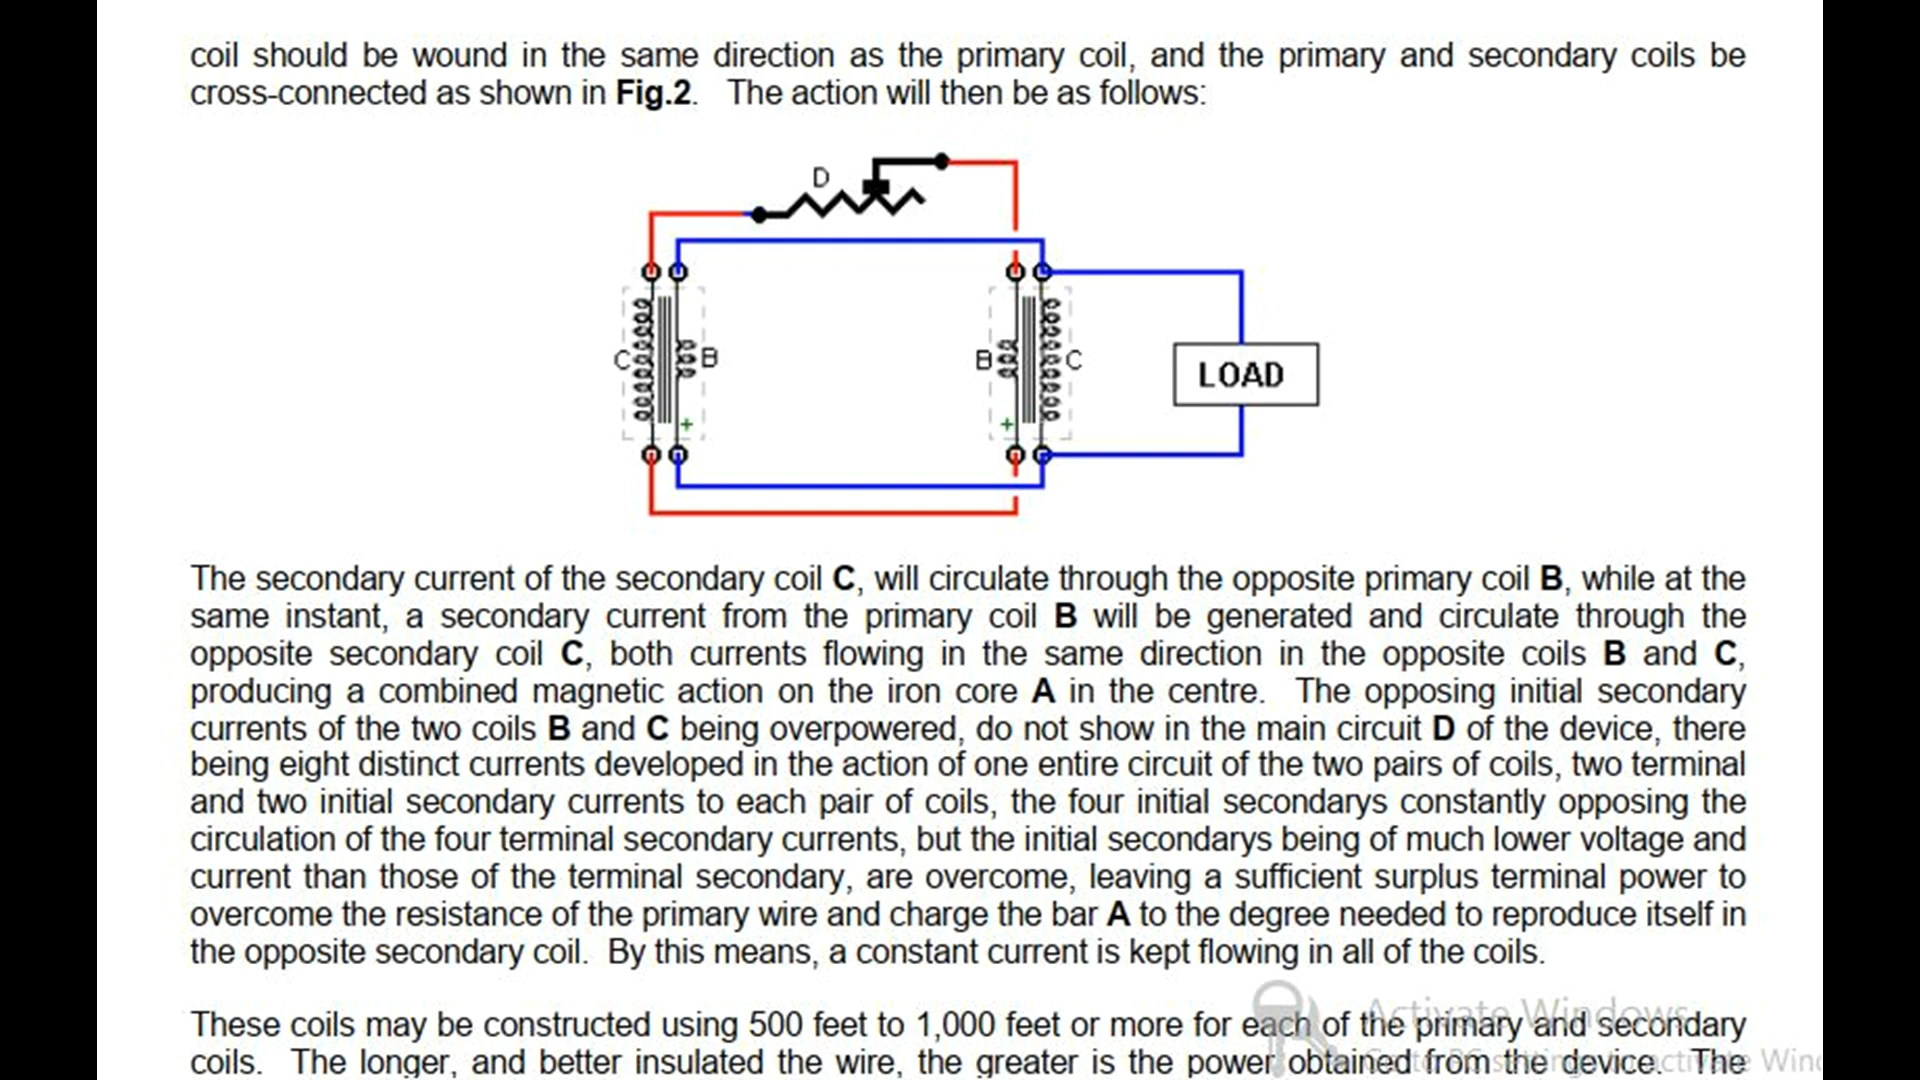 coil should be wound in the same direction as the primary coil, and the primary and secondary coils be
cross-connected as shown in Fig.2. The action will then be as follows:
D
C
B
+
B
C
+
LOAD
The secondary current of the secondary coil C, will circulate through the opposite primary coil B, while at the
same instant, a secondary current from the primary coil B will be generated and circulate through the
opposite secondary coil C, both currents flowing in the same direction in the opposite coils B and C,
producing a combined magnetic action on the iron core A in the centre. The opposing initial secondary
currents of the two coils B and C being overpowered, do not show in the main circuit D of the device, there
being eight distinct currents developed in the action of one entire circuit of the two pairs of coils, two terminal
and two initial secondary currents to each pair of coils, the four initial secondarys constantly opposing the
circulation of the four terminal secondary currents, but the initial secondarys being of much lower voltage and
current than those of the terminal secondary, are overcome, leaving a sufficient surplus terminal power to
overcome the resistance of the primary wire and charge the bar A to the degree needed to reproduce itself in
the opposite secondary coil. By this means, a constant current is kept flowing in all of the coils.
These coils may be constructed using 500 feet to 1,000 feet or more for each of the primary and secondary
coils. The longer, and better insulated the wire, the greater is the power obtained from the device. The
Activate Windows
Go to PC settings to activate Wind